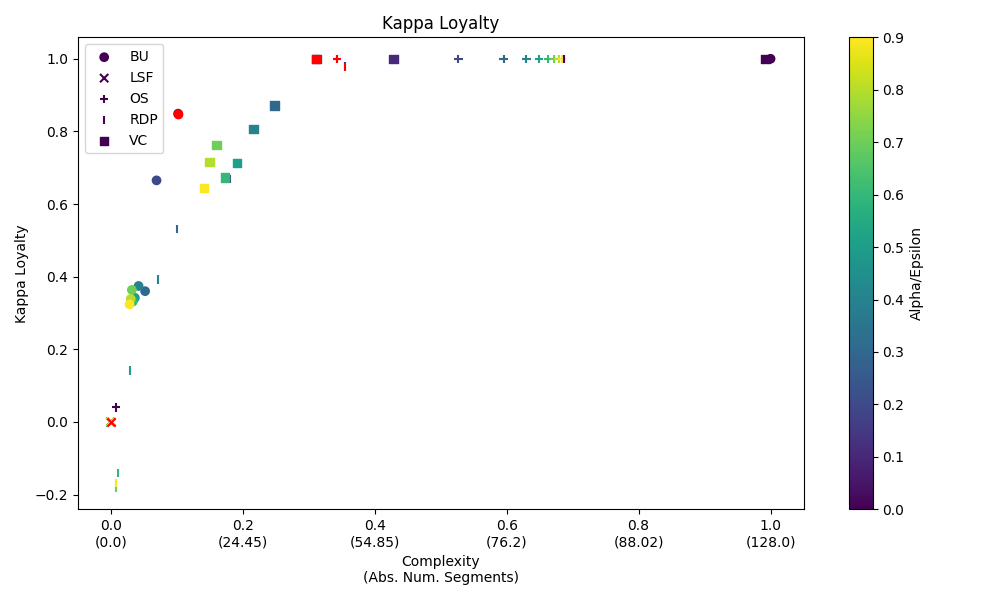 Kappa Loyalty
BU
LSF
OS
RDP
VC
Kappa Loyalty
1.0
0.8
0.6
0.4
0.2
0.0
−0.2
0.0 0.2 0.4 0.6 0.8 1.0
(0.0) (24.45) (54.85) (76.2) (88.02) (128.0)
Complexity
(Abs. Num. Segments)
0.9
0.8
0.7
0.6
0.5
0.4
0.3
0.2
0.1
0.0
Alpha/Epsilon